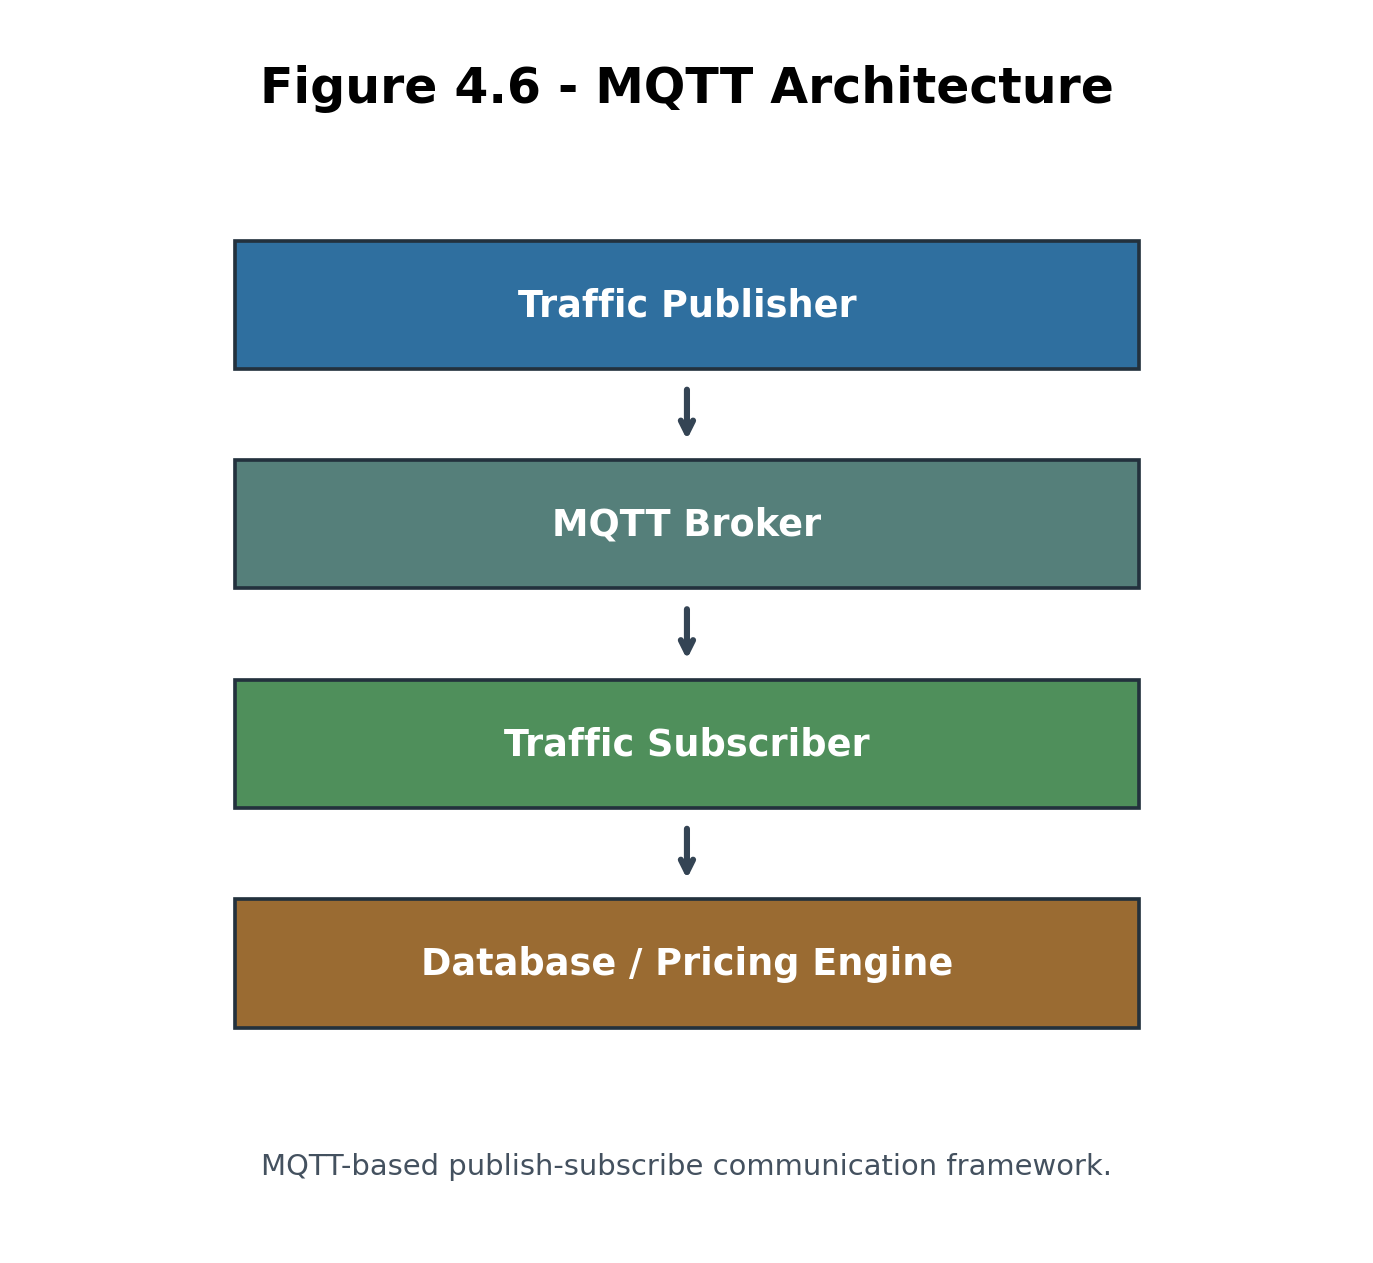 Figure 4.6 - MQTT Architecture
Traffic Publisher
MQTT Broker
Traffic Subscriber
Database / Pricing Engine
MQTT-based publish-subscribe communication framework.